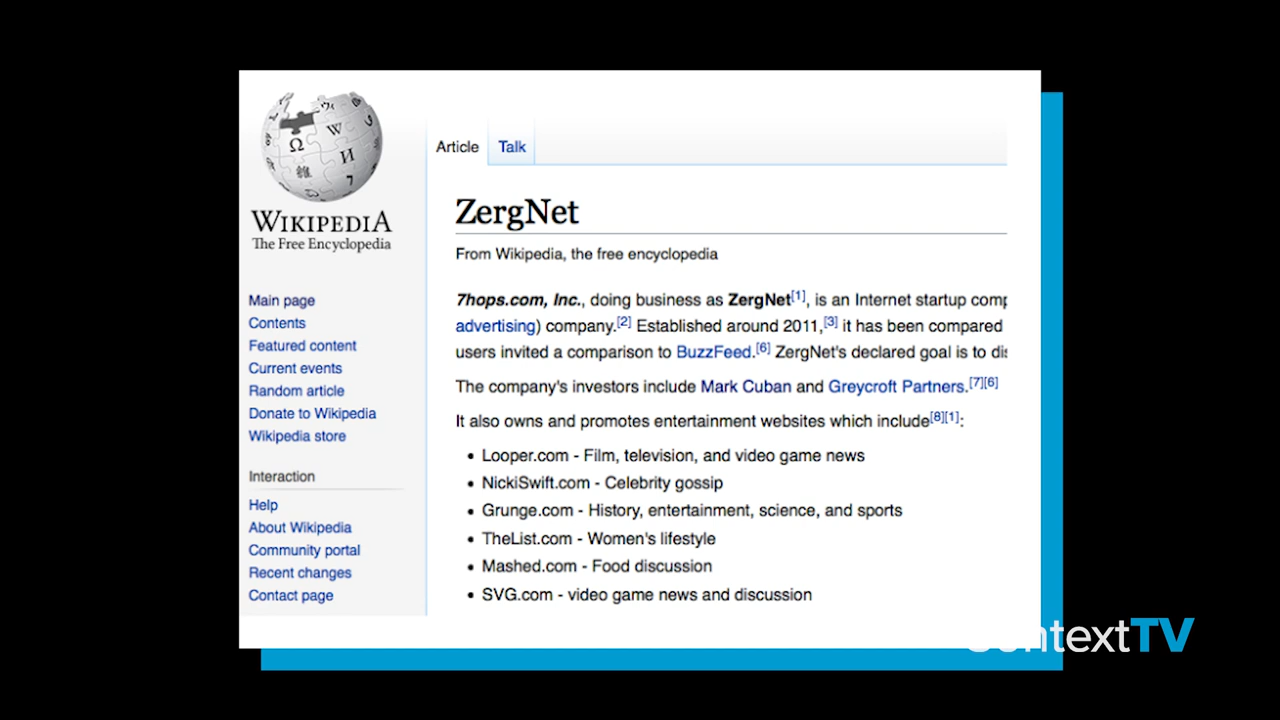 WIKIPEDIA
The Free Encyclopedia
Main page
Contents
Featured content
Current events
Random article
Donate to Wikipedia
Wikipedia store
Interaction
Help
About Wikipedia
Community portal
Recent changes
Contact page
Article Talk
ZergNet
From Wikipedia, the free encyclopedia
7hops.com, Inc., doing business as ZergNet[1], is an Internet startup
advertising) company.[2] Established around 2011,[3] it has been compared
users invited a comparison to BuzzFeed.[6] ZergNet's declared goal is to
The company's investors include Mark Cuban and Greycroft Partners.[7][6]
It also owns and promotes entertainment websites which include[8][1]:
• Looper.com - Film, television, and video game news
• NickiSwift.com - Celebrity gossip
• Grunge.com - History, entertainment, science, and sports
• TheList.com - Women's lifestyle
• Mashed.com - Food discussion
• SVG.com - video game news and discussion
ContextTV